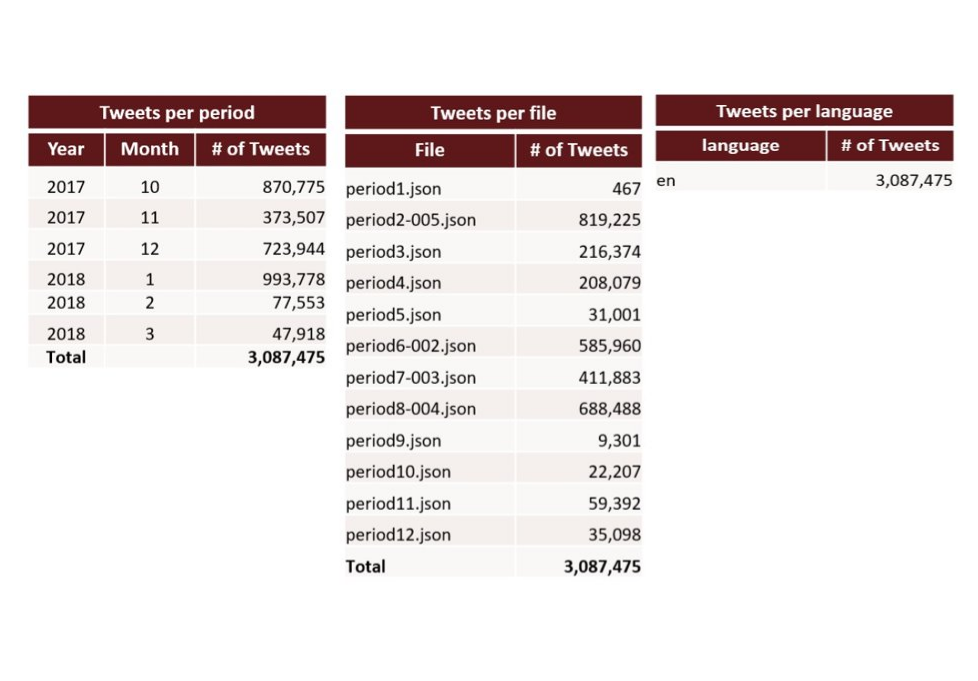 Tweets per period
Year Month # of Tweets
2017 10 870,775
2017 11 373,507
2017 12 723,944
2018 1 993,778
2018 2 77,553
2018 3 47,918
Total 3,087,475
Tweets per file
File # of Tweets
period1.json 467
period2-005.json 819,225
period3.json 216,374
period4.json 208,079
period5.json 31,001
period6-002.json 585,960
period7-003.json 411,883
period8-004.json 688,488
period9.json 9,301
period10.json 22,207
period11.json 59,392
period12.json 35,098
Total 3,087,475
Tweets per language
language # of Tweets
en 3,087,475